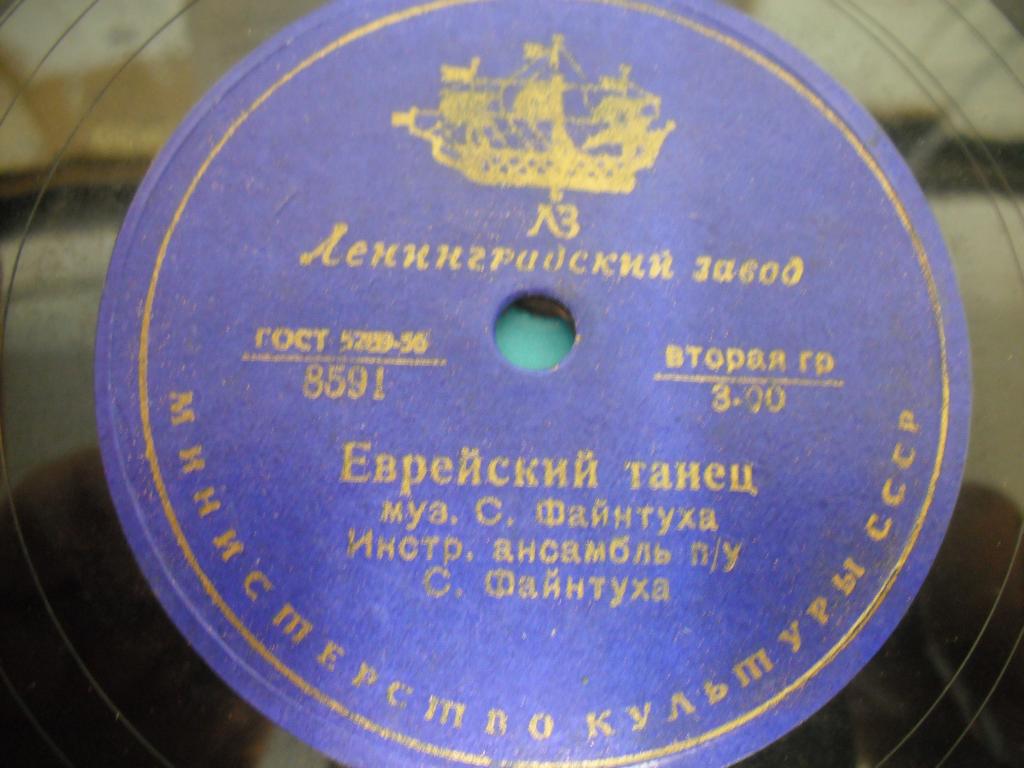 ЛЗ
Ленинградский завод
ГОСТ 5289-56
8591
вторая гр
3-00
Еврейский танец
муз. С. Файнтуха
Инстр. ансамбль п/у
С. Файнтуха
МИНИСТЕРСТВО КУЛЬТУРЫ СССР